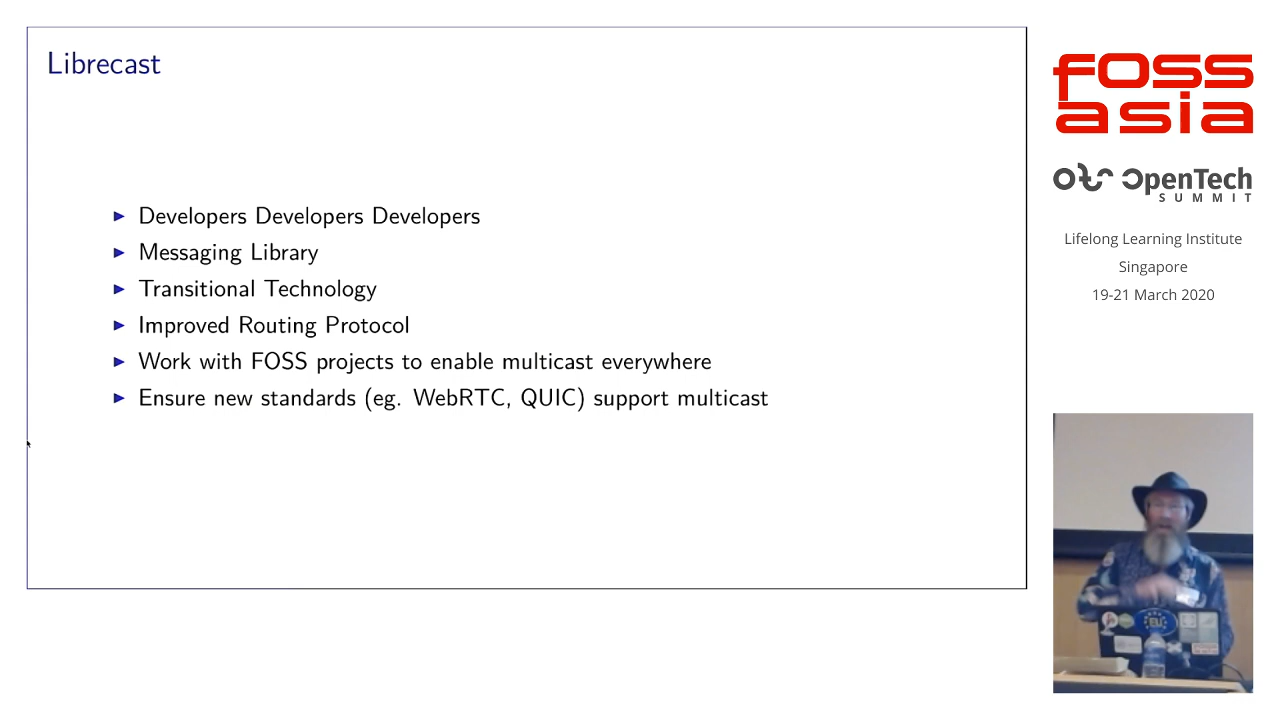 Librecast
Developers Developers Developers
Messaging Library
Transitional Technology
Improved Routing Protocol
Work with FOSS projects to enable multicast everywhere
Ensure new standards (eg. WebRTC, QUIC) support multicast
FOSS
asia
OpenTech
SUMMIT
Lifelong Learning Institute
Singapore
19-21 March 2020
EU